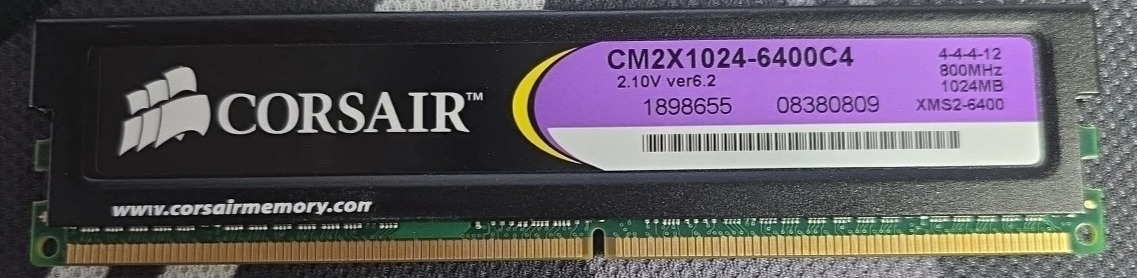 CORSAIR™
www.corsairmemory.com
CM2X1024-6400C4
2.10V ver6.2
1898655 08380809
4-4-4-12
800MHz
1024MB
XMS2-6400